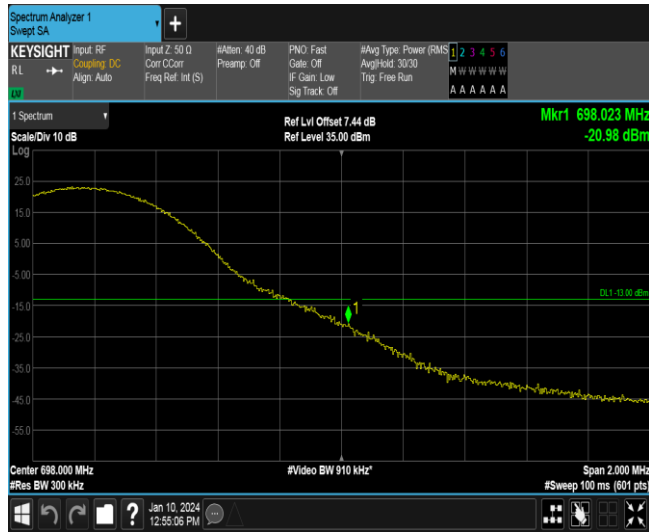 Spectrum Analyzer 1
Swept SA
+
KEYSIGHT Input: RF Input Z: 50 Ω #Atten: 40 dB PNO: Fast #Avg Type: Power (RMS 1 2 3 4 5 6
RL Coupling: DC Corr CCorr Preamp: Off Gate: Off Avg|Hold: 30/30 M W W W W W
Align: Auto Freq Ref: Int (S) IF Gain: Low Trig: Free Run
LXI Sig Track: Off A A A A A A
1 Spectrum
Ref Lvl Offset 7.44 dB Mkr1 698.023 MHz
Scale/Div 10 dB Ref Level 35.00 dBm -20.98 dBm
Log
25.0
15.0
5.00
-5.00
DL1 -13.00 dBm
-15.0
1
-25.0
-35.0
-45.0
-55.0
Center 698.000 MHz #Video BW 910 kHz* Span 2.000 MHz
#Res BW 300 kHz #Sweep 100 ms (601 pts)
? Jan 10, 2024
12:55:06 PM